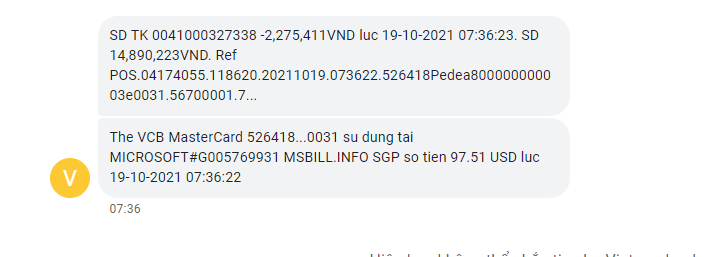 SD TK 0041000327338 -2,275,411VND luc 19-10-2021 07:36:23. SD
14,890,223VND. Ref
POS.04174055.118620.20211019.073622.526418Pedea8000000000
03e0031.56700001.7...
The VCB MasterCard 526418...0031 su dung tai
MICROSOFT#G005769931 MSBILL.INFO SGP so tien 97.51 USD luc
19-10-2021 07:36:22
V
07:36